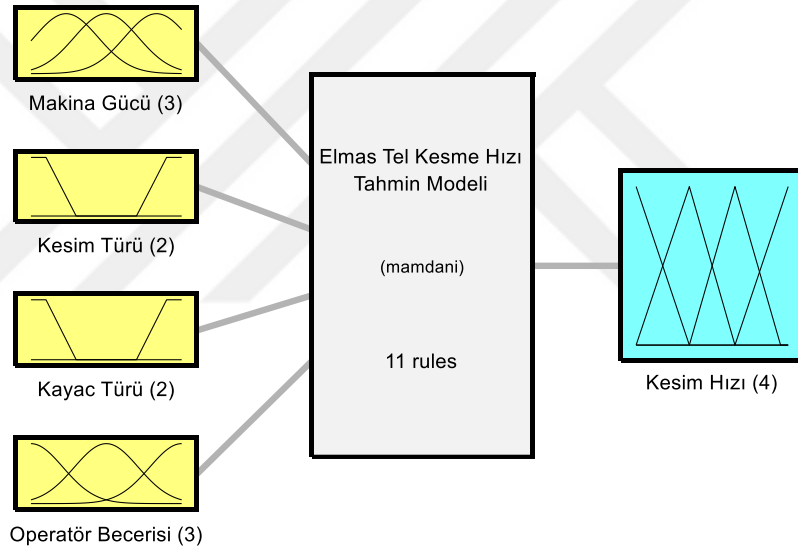 Makina Gücü (3)
Kesim Türü (2)
Kayac Türü (2)
Operatör Becerisi (3)
Elmas Tel Kesme Hızı
Tahmin Modeli
(mamdani)
11 rules
Kesim Hızı (4)